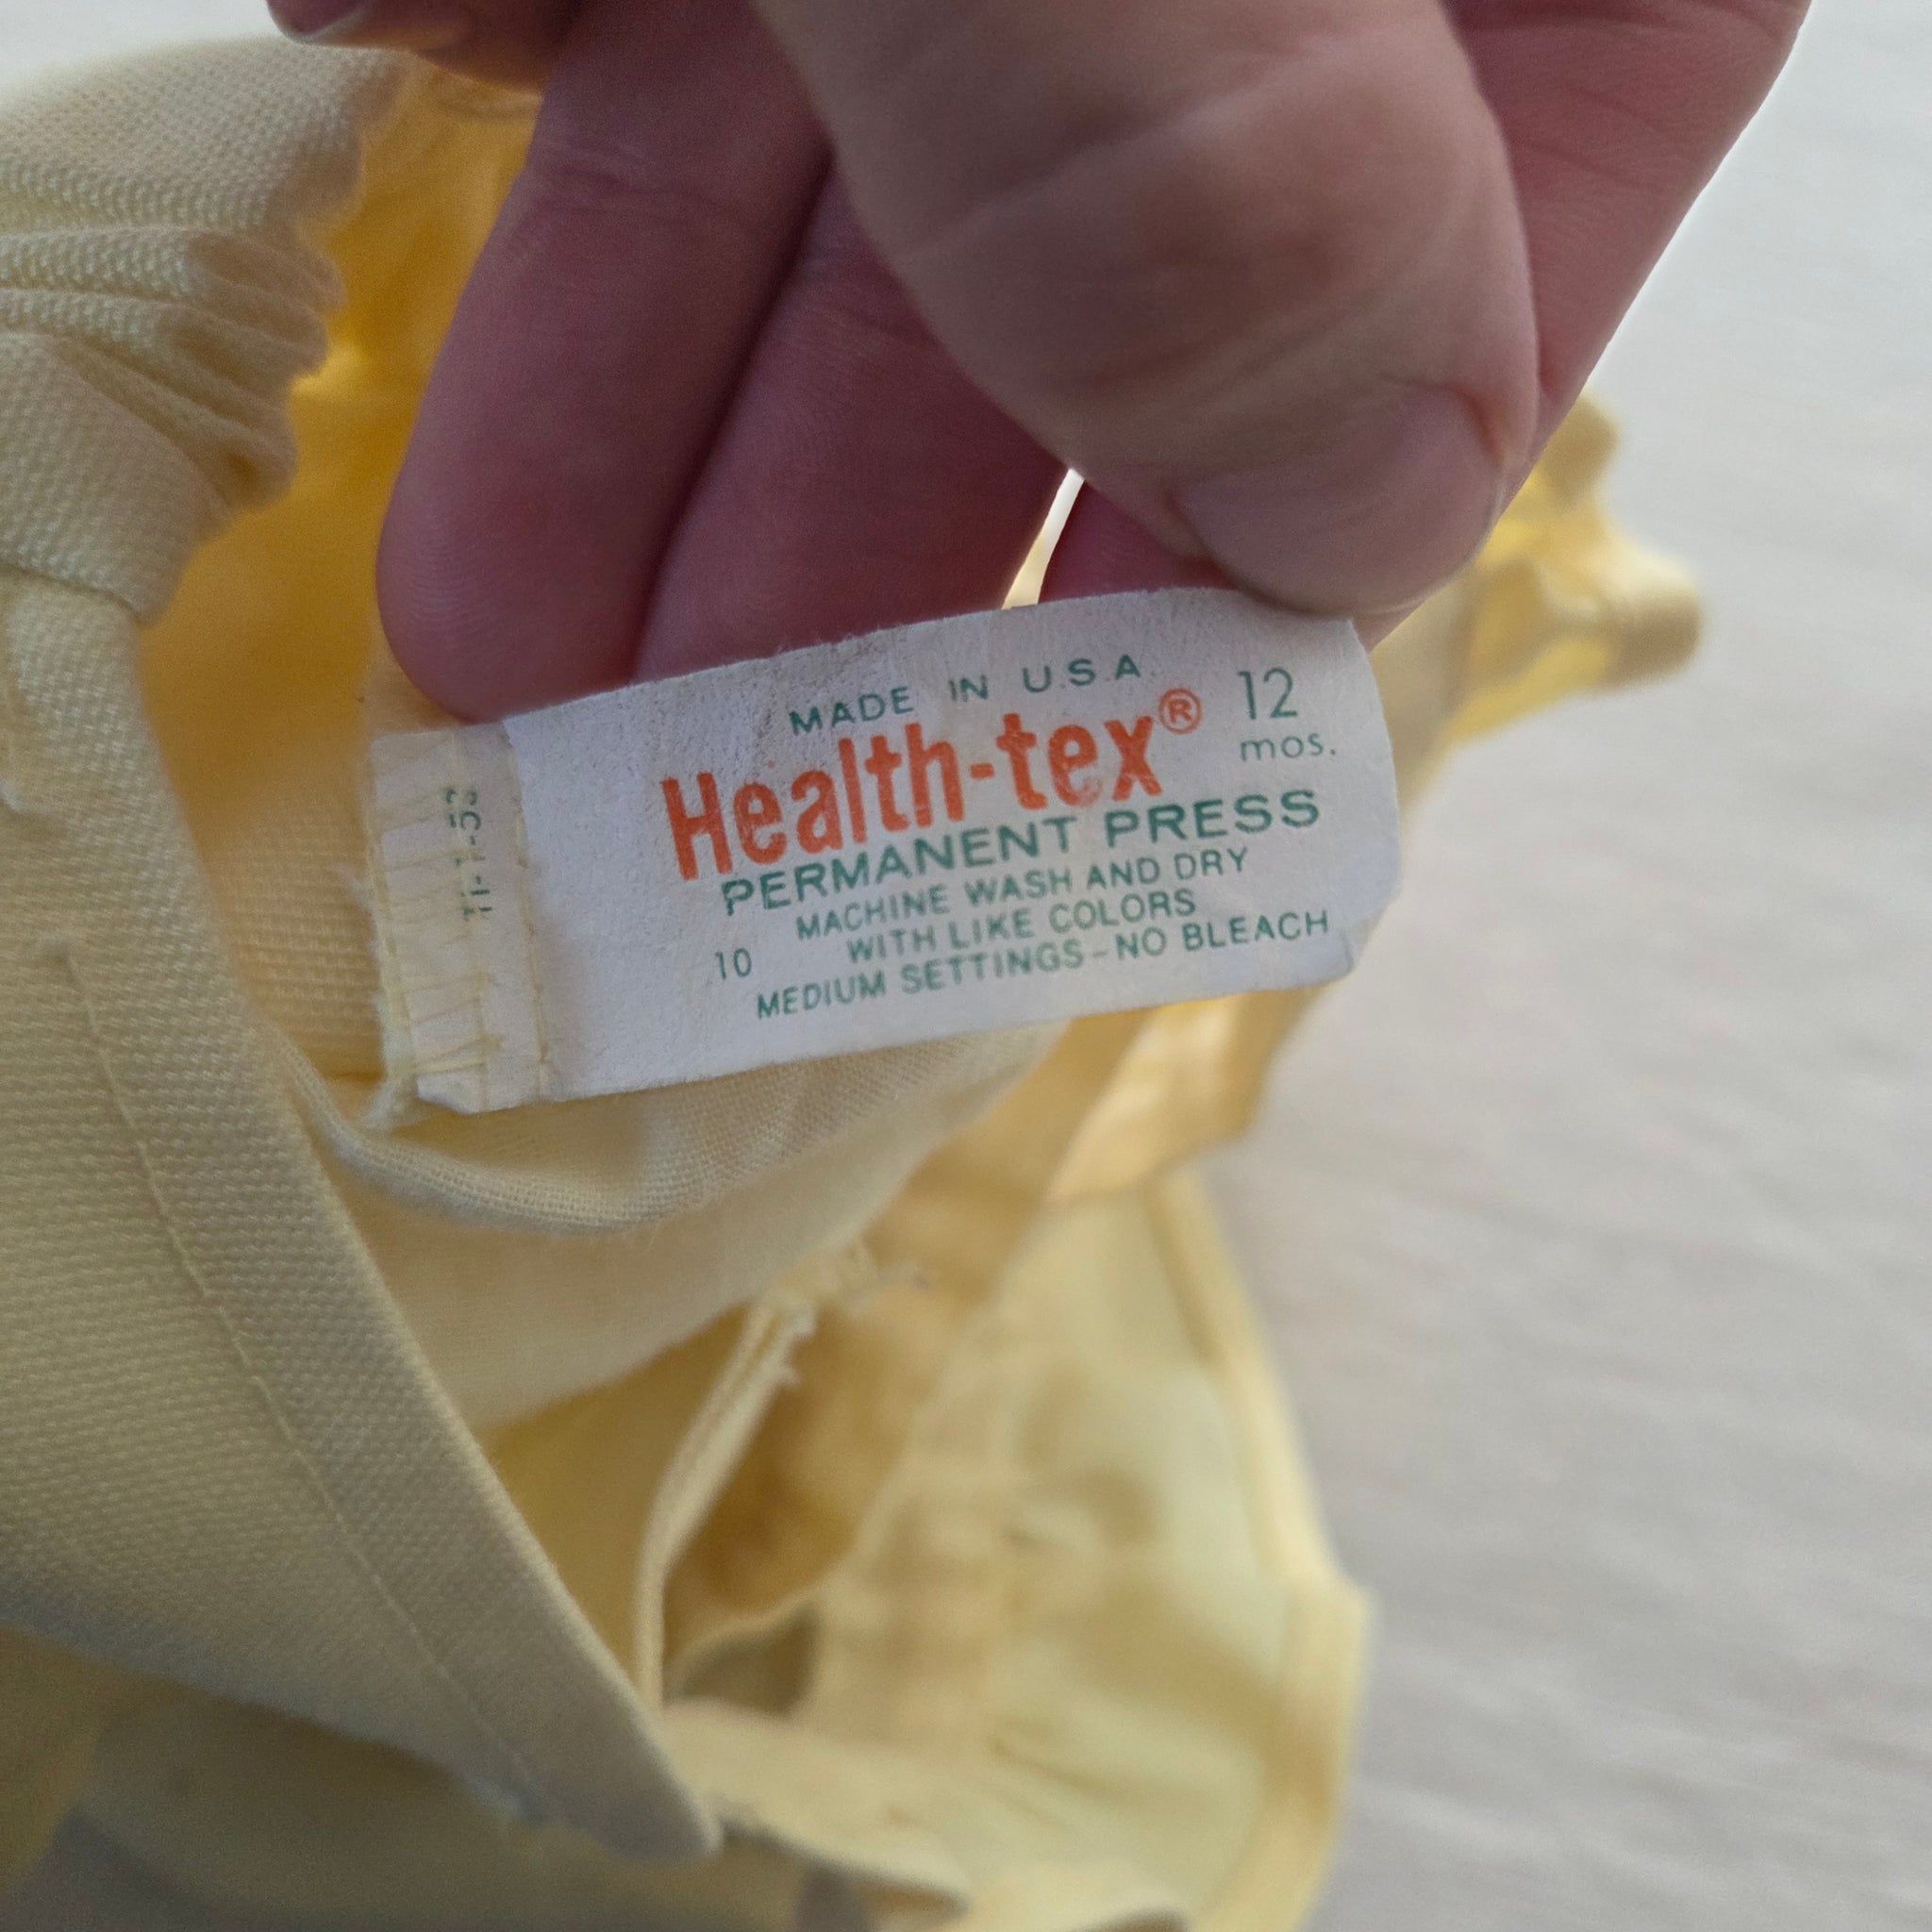 MADE IN U.S.A.
Health-tex® 12
mos.
PERMANENT PRESS
MACHINE WASH AND DRY
WITH LIKE COLORS
10
MEDIUM SETTINGS-NO BLEACH